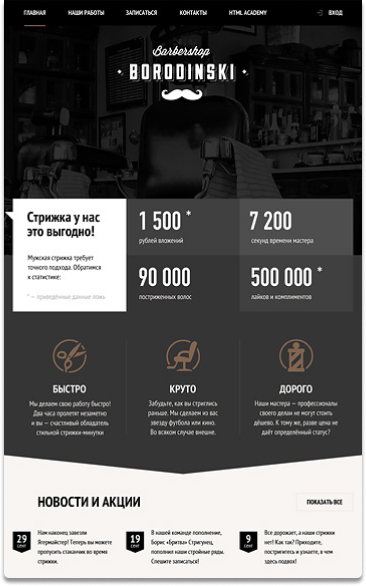 ГЛАВНАЯ НАШИ РАБОТЫ ЗАПИСАТЬСЯ КОНТАКТЫ HTML ACADEMY ВХОД
Barbershop
BORODINSKI
Стрижка у нас
это выгодно!
Мужская стрижка требует
точного подхода. Обратимся
к статистике:
* — приведённые данные ложь
1 500 *
рублей вложений
7 200
секунд времени мастера
90 000
постриженных волос
500 000 *
лайков и комплиментов
БЫСТРО
Мы делаем свою работу быстро!
Два часа пролетят незаметно
и вы — счастливый обладатель
стильной стрижки-минутки
КРУТО
Забудьте, как вы стриглись
раньше. Мы сделаем из вас
звезду футбола или кино.
Во всяком случае внешне.
ДОРОГО
Наши мастера — профессионалы
своего дела и не могут стоить
дёшево. К тому же, разве цена не
даёт определённый статус?
НОВОСТИ И АКЦИИ
ПОКАЗАТЬ ВСЕ
29
СЕНТ
Нам наконец завезли
Ягермайстер! Теперь вы можете
пропустить стаканчик во время
стрижки.
19
СЕНТ
В нашей команде пополнение,
Борис «Бритва» Стригунец,
пополнил наши стройные ряды.
Спешите записаться!
9
СЕНТ
Все дорожает, а наши стрижки
нет! Как так? Приходите,
постригитесь и узнаете, в чем
здесь подвох!